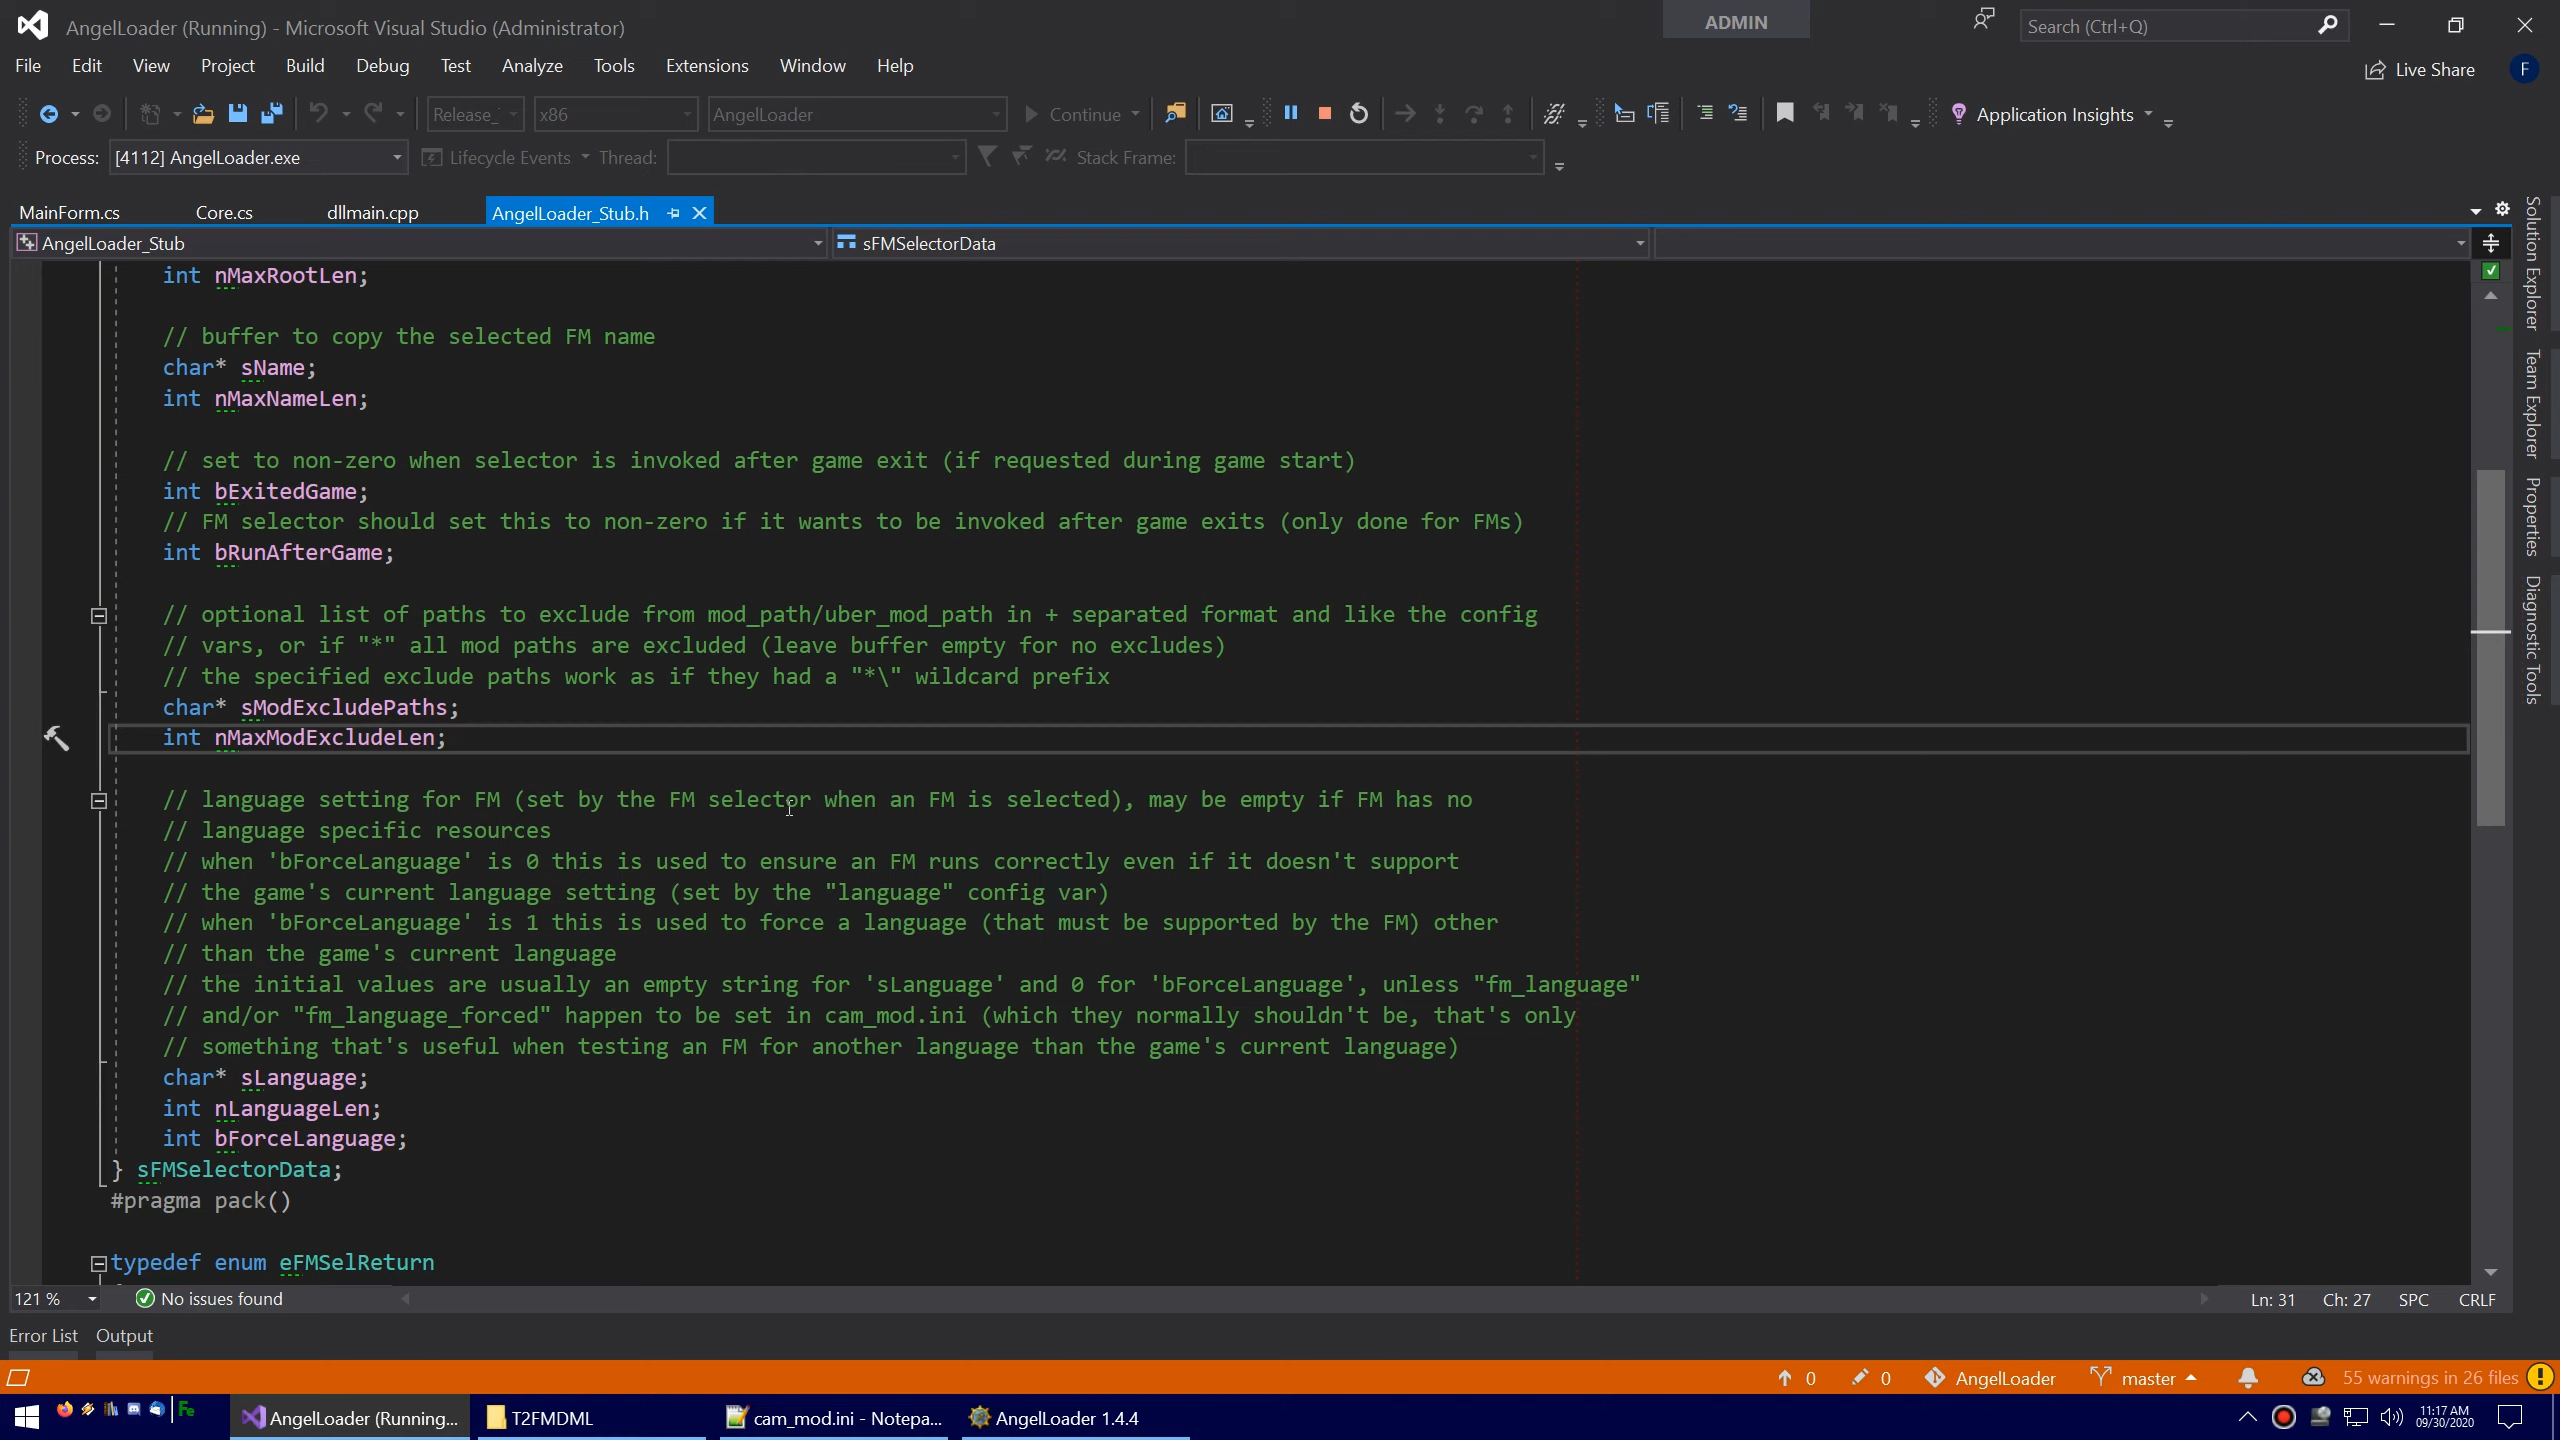 AngelLoader (Running) - Microsoft Visual Studio (Administrator)
ADMIN
Search (Ctrl+Q)
File Edit View Project Build Debug Test Analyze Tools Extensions Window Help
Live Share
F
Release_ x86 AngelLoader Continue Application Insights
Process: [4112] AngelLoader.exe Lifecycle Events Thread: Stack Frame:
MainForm.cs Core.cs dllmain.cpp AngelLoader_Stub.h
AngelLoader_Stub sFMSelectorData
int nMaxRootLen;
// buffer to copy the selected FM name
char* sName;
int nMaxNameLen;
// set to non-zero when selector is invoked after game exit (if requested during game start)
int bExitedGame;
// FM selector should set this to non-zero if it wants to be invoked after game exits (only done for FMs)
int bRunAfterGame;
// optional list of paths to exclude from mod_path/uber_mod_path in + separated format and like the config
// vars, or if "*" all mod paths are excluded (leave buffer empty for no excludes)
// the specified exclude paths work as if they had a "*\" wildcard prefix
char* sModExcludePaths;
int nMaxModExcludeLen;
// language setting for FM (set by the FM selector when an FM is selected), may be empty if FM has no
// language specific resources
// when 'bForceLanguage' is 0 this is used to ensure an FM runs correctly even if it doesn't support
// the game's current language setting (set by the "language" config var)
// when 'bForceLanguage' is 1 this is used to force a language (that must be supported by the FM) other
// than the game's current language
// the initial values are usually an empty string for 'sLanguage' and 0 for 'bForceLanguage', unless "fm_language"
// and/or "fm_language_forced" happen to be set in cam_mod.ini (which they normally shouldn't be, that's only
// something that's useful when testing an FM for another language than the game's current language)
char* sLanguage;
int nLanguageLen;
int bForceLanguage;
} sFMSelectorData;
#pragma pack()
typedef enum eFMSelReturn
Solution Explorer
Team Explorer
Properties
Diagnostic Tools
121 % No issues found Ln: 31 Ch: 27 SPC CRLF
Error List Output
0 0 AngelLoader master 55 warnings in 26 files
Fe AngelLoader (Running... T2FMDML cam_mod.ini - Notepa... AngelLoader 1.4.4
11:17 AM
09/30/2020